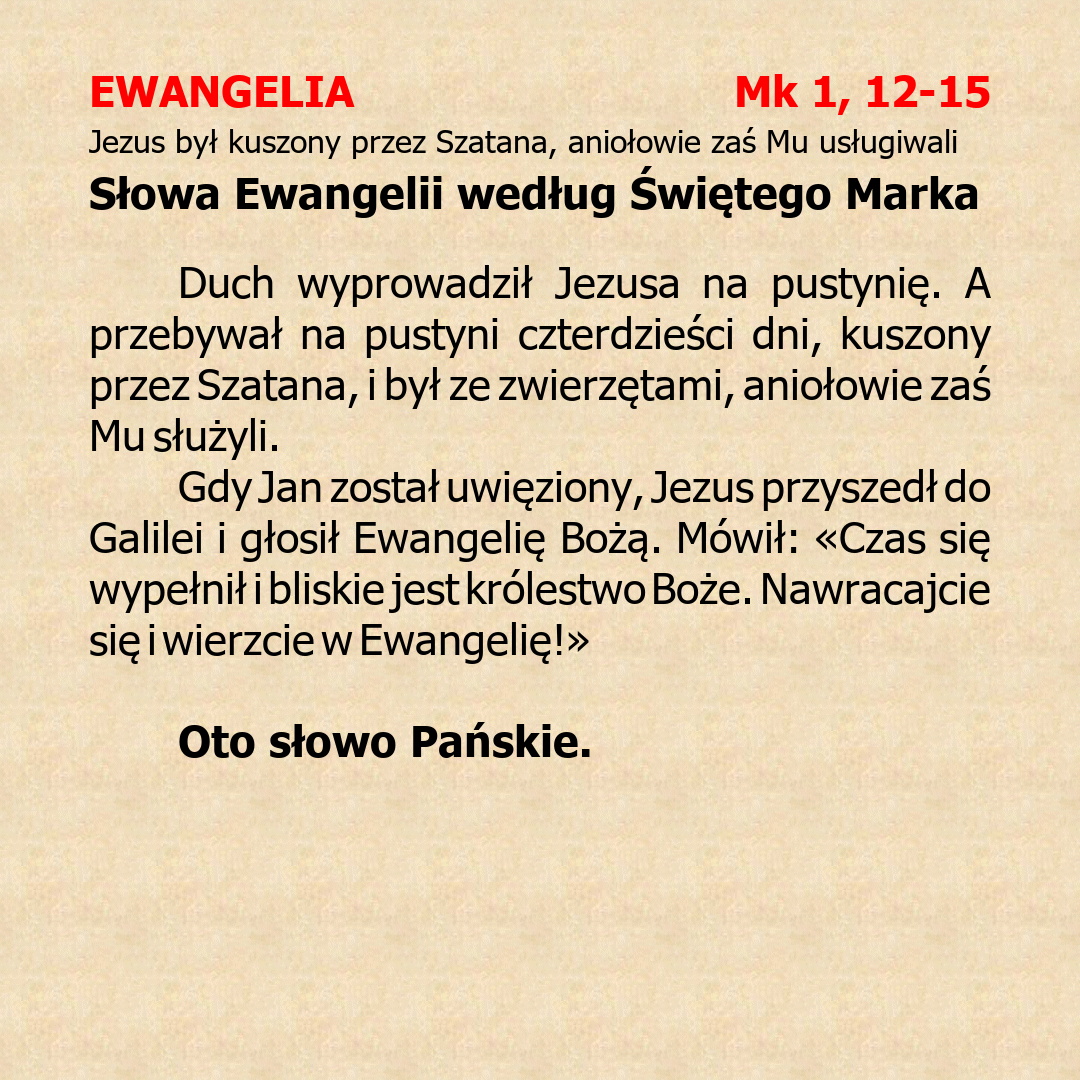 EWANGELIA Mk 1, 12-15
Jezus był kuszony przez Szatana, aniołowie zaś Mu usługiwali
Słowa Ewangelii według Świętego Marka
Duch wyprowadził Jezusa na pustynię. A
przebywał na pustyni czterdzieści dni, kuszony
przez Szatana, i był ze zwierzętami, aniołowie zaś
Mu służyli.
Gdy Jan został uwięziony, Jezus przyszedł do
Galilei i głosił Ewangelię Bożą. Mówił: «Czas się
wypełnił i bliskie jest królestwo Boże. Nawracajcie
się i wierzcie w Ewangelię!»
Oto słowo Pańskie.